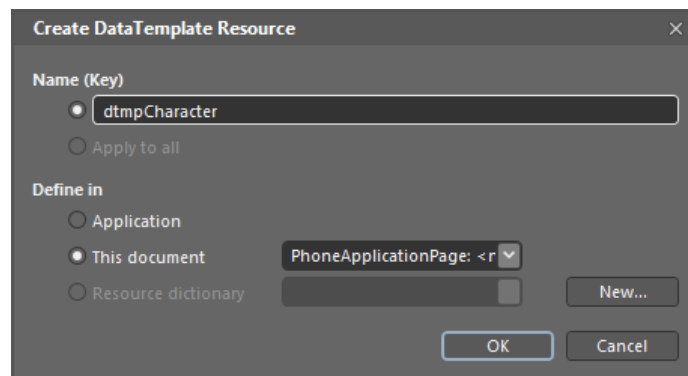 Create DataTemplate Resource
Name (Key)
dtmpCharacter
Apply to all
Define in
Application
This document PhoneApplicationPage: <r
Resource dictionary New...
OK Cancel